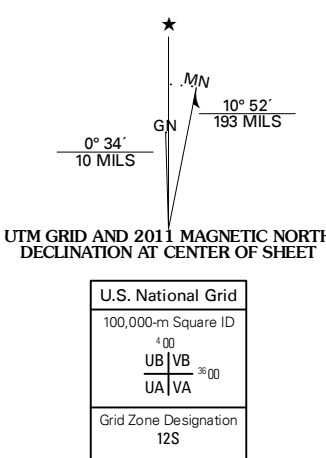 MN
GN
10° 52´
193 MILS
0° 34´
10 MILS
UTM GRID AND 2011 MAGNETIC NORTH
DECLINATION AT CENTER OF SHEET
U.S. National Grid
100,000-m Square ID
4 00
UB VB
36 00
UA VA
Grid Zone Designation
12S